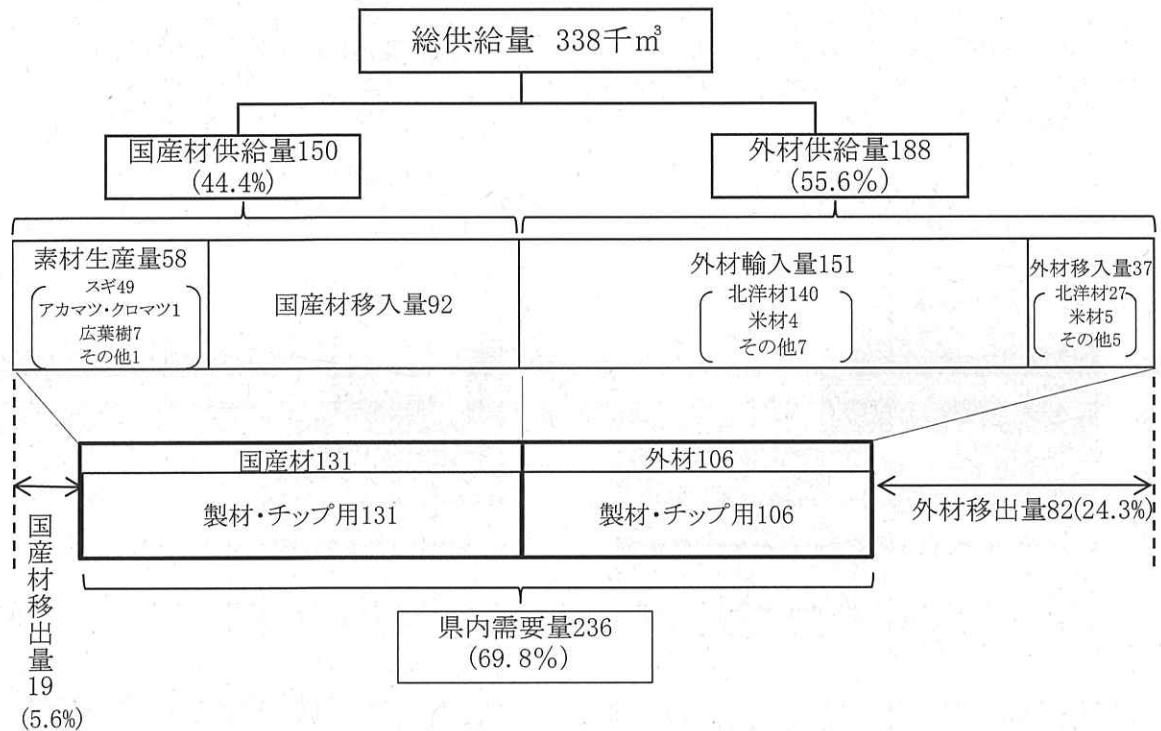 総供給量 338千㎥
国産材供給量150
(44.4%)
外材供給量188
(55.6%)
素材生産量58
スギ49
アカマツ・クロマツ1
広葉樹7
その他1
国産材移入量92
外材輸入量151
北洋材140
米材4
その他7
外材移入量37
北洋材27
米材5
その他5
国産材131
外材106
製材・チップ用131
製材・チップ用106
国産材移出量19
(5.6%)
外材移出量82(24.3%)
県内需要量236
(69.8%)